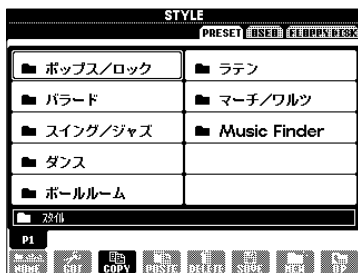 STYLE
PRESET USER FLOPPY DISK
ポップス/ロック
バラード
スイング/ジャズ
ダンス
ボールルーム
ラテン
マーチ/ワルツ
Music Finder
スタイル
P1
NAME CUT COPY PASTE DELETE SAVE NEW UP